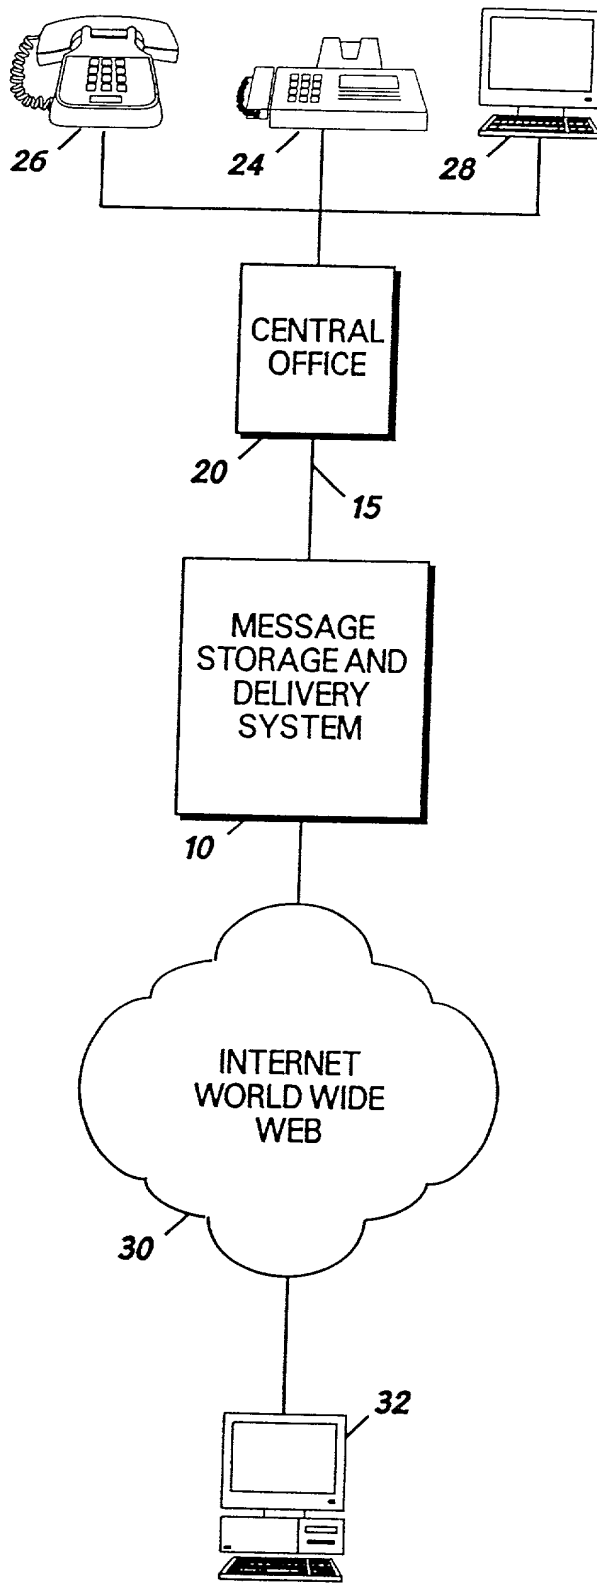 26
24
28
CENTRAL
OFFICE
20
15
MESSAGE
STORAGE AND
DELIVERY
SYSTEM
10
INTERNET
WORLD WIDE
WEB
30
32